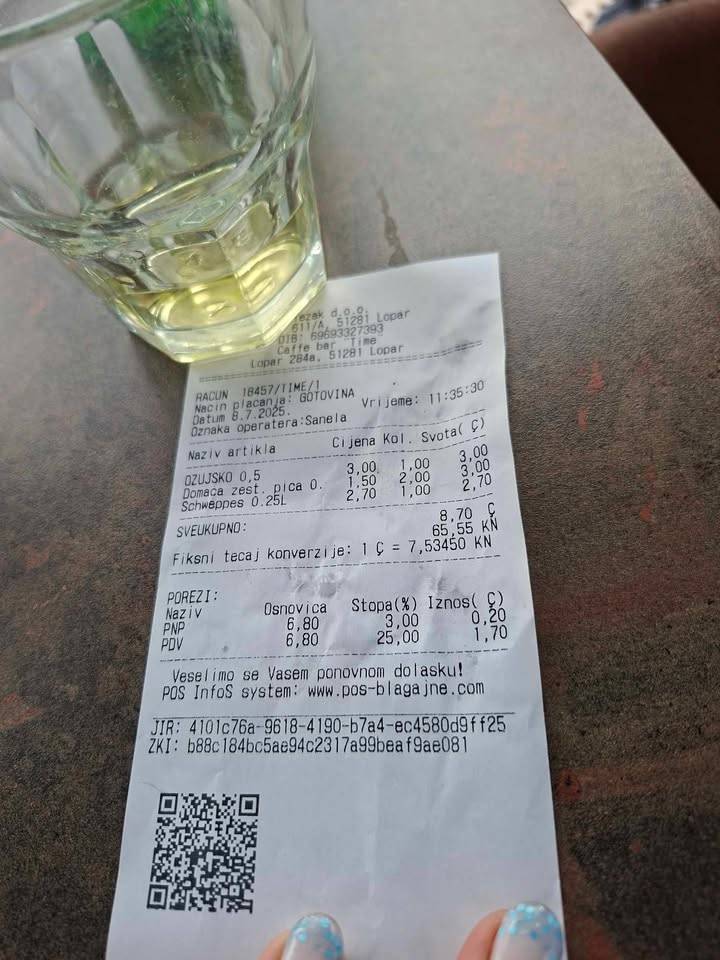 d.o.o.
611/A, 51281 Lopar
OIB: 69693327393
Caffe bar Time
Lopar 284a, 51281 Lopar
RACUN 18457/TIME/1
Nacin placanja: GOTOVINA
Datum 8.7.2025. Vrijeme: 11:35:30
Oznaka operatera:Sanela
Naziv artikla Cijena Kol. Svota( Ç)
OZUJSKO 0,5 3,00 1,00 3,00
Domaca zest. pica 0. 1,50 2,00 3,00
Schweppes 0.25L 2,70 1,00 2,70
SVEUKUPNO: 8,70 Ç
65,55 KN
Fiksni tecaj konverzije: 1 Ç = 7,53450 KN
POREZI:
Naziv Osnovica Stopa(%) Iznos( Ç)
PNP 6,80 3,00 0,20
PDV 6,80 25,00 1,70
Veselimo se Vasem ponovnom dolasku!
POS InfoS system: www.pos-blagajne.com
JIR: 4101c76a-9618-4190-b7a4-ec4580d9ff25
ZKI: b88c184bc5ae94c2317a99beaf9ae081